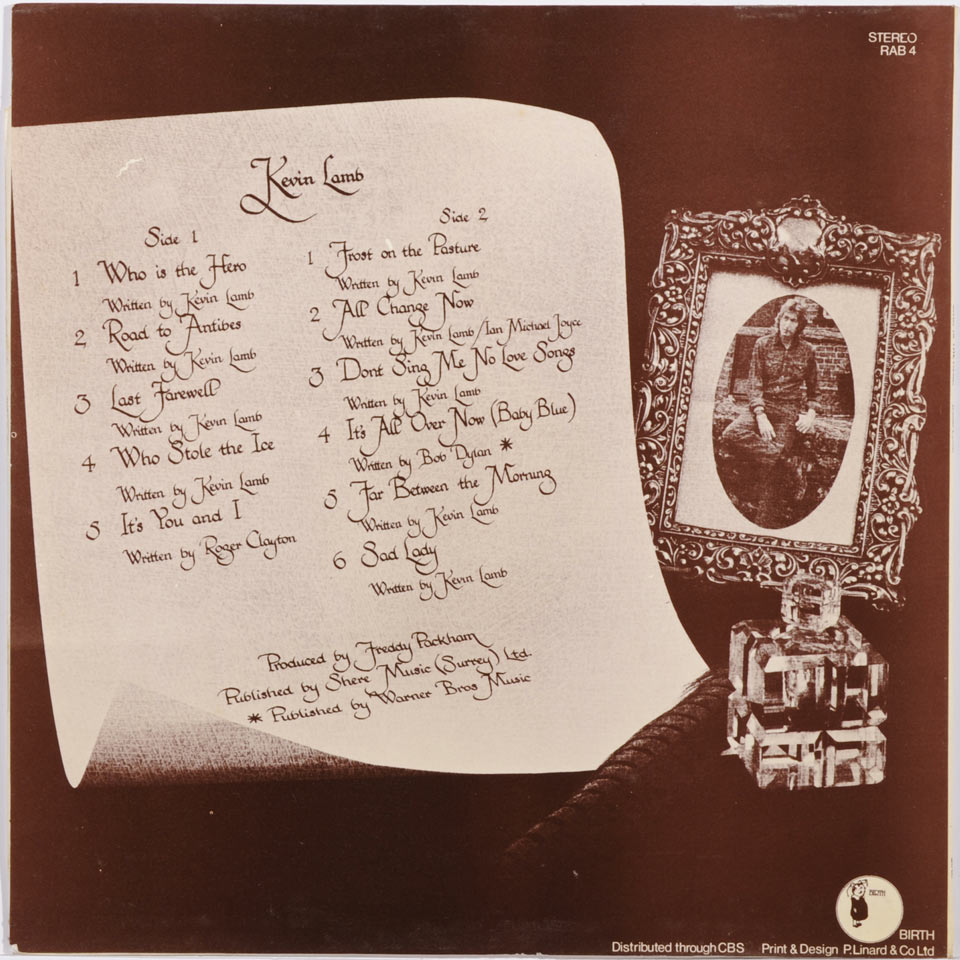 STEREO
RAB 4
Kevin Lamb
Side 1
1 Who is the Hero
Written by Kevin Lamb
2 Road to Antibes
Written by Kevin Lamb
3 Last Farewell
Written by Kevin Lamb
4 Who Stole the Ice
Written by Kevin Lamb
5 It's You and I
Written by Roger Clayton
Side 2
1 Frost on the Pasture
Written by Kevin Lamb
2 All Change Now
Written by Kevin Lamb/Ian Michael Joyce
3 Dont Sing Me No Love Songs
Written by Kevin Lamb
4 It's All Over Now (Baby Blue)
Written by Bob Dylan *
5 Far Between the Morning
Written by Kevin Lamb
6 Sad Lady
Written by Kevin Lamb
Produced by Freddy Packham
Published by Shere Music (Surrey) Ltd.
* Published by Warner Bros Music
BIRTH
BIRTH
Distributed through CBS Print & Design P.Linard & Co Ltd